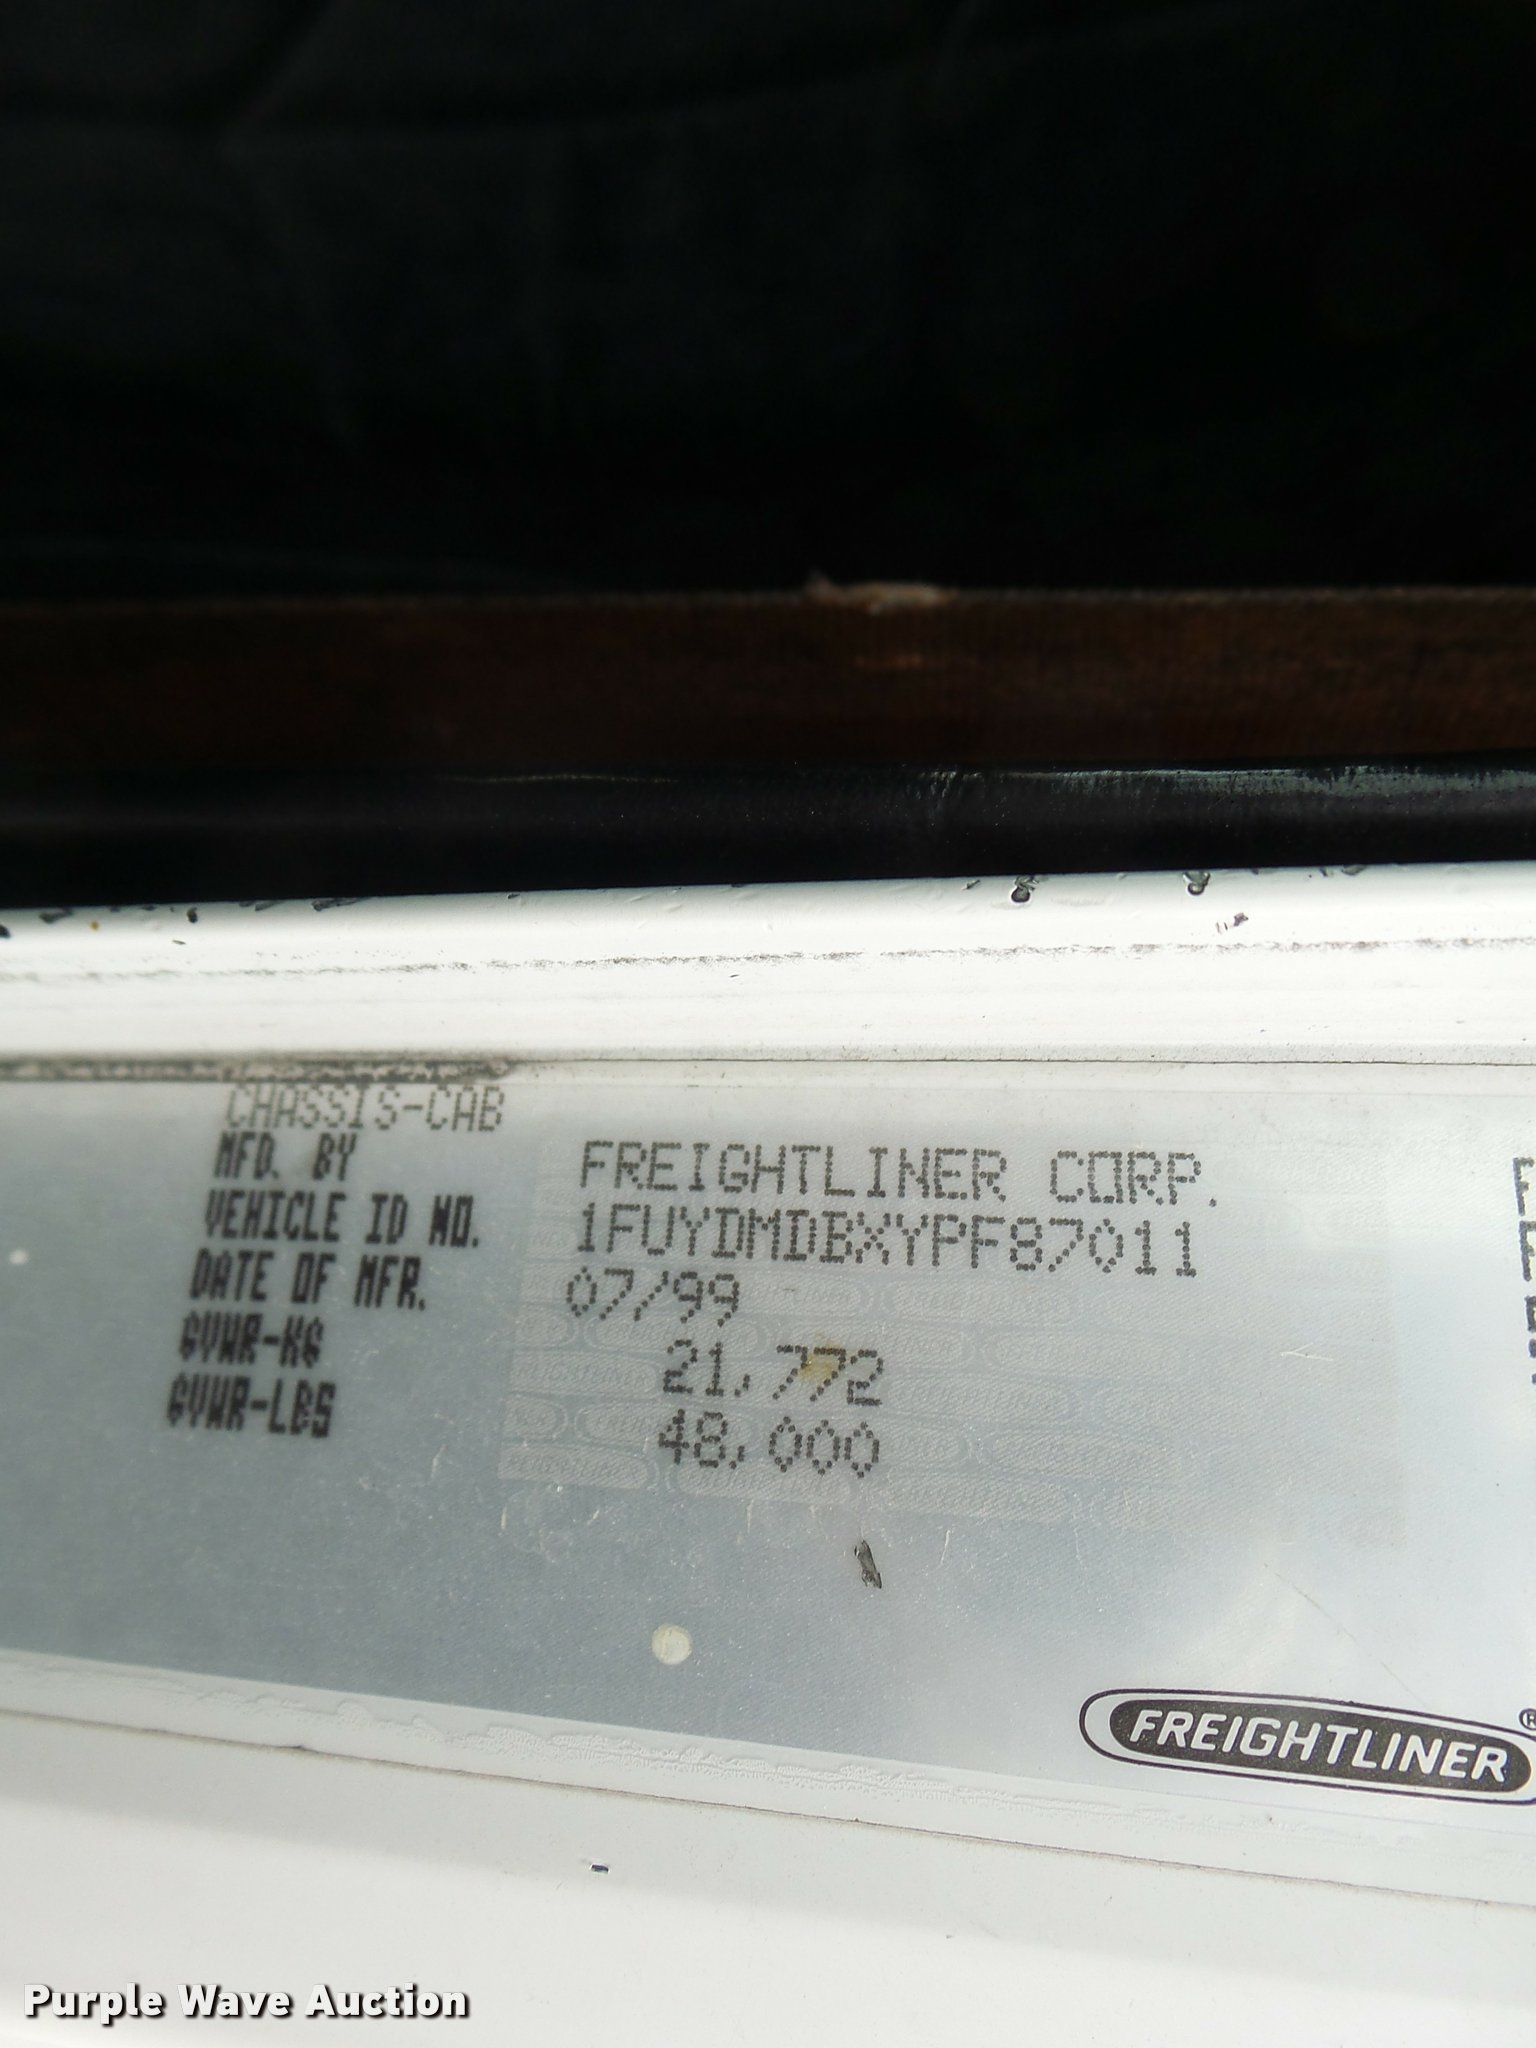 CHASSIS-CAB
MFD. BY FREIGHTLINER CORP.
VEHICLE ID NO. 1FUYDMDBXYPF87011
DATE OF MFR. 07/99
GVWR-KG 21,772
GVWR-LBS 48,000
FREIGHTLINER®
Purple Wave Auction